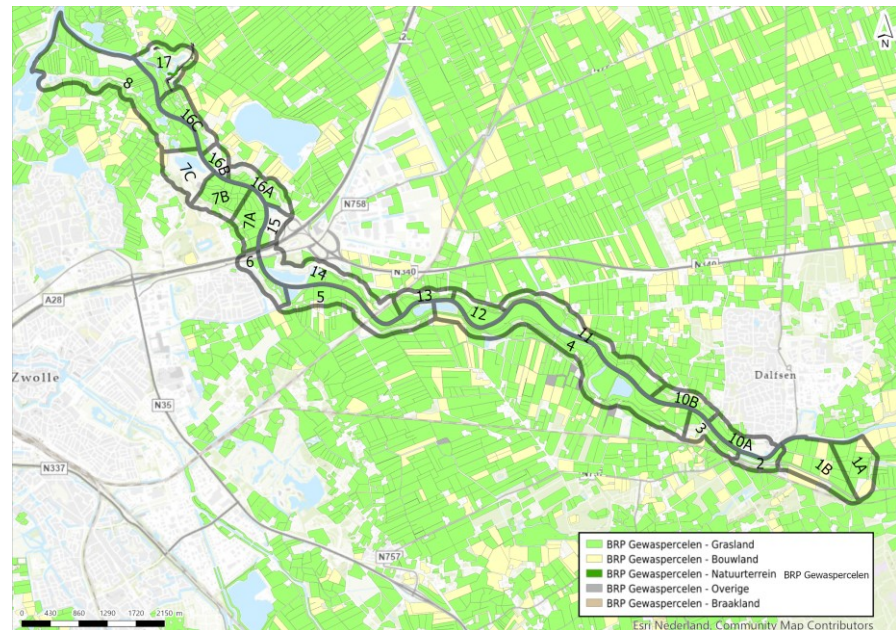 N
17
8
16C
16B
7C
16A
7B
7A
15
N758
6
14
N340
N340
A28
5
13
12
11
4
Zwolle
Dalfsen
N35
10B
3
10A
2
1B
1A
N337
N757
BRP Gewaspercelen - Grasland
BRP Gewaspercelen - Bouwland
BRP Gewaspercelen - Natuurterrein BRP Gewaspercelen
BRP Gewaspercelen - Overige
BRP Gewaspercelen - Braakland
0 430 860 1290 1720 2150 m
Esri Nederland, Community Map Contributors